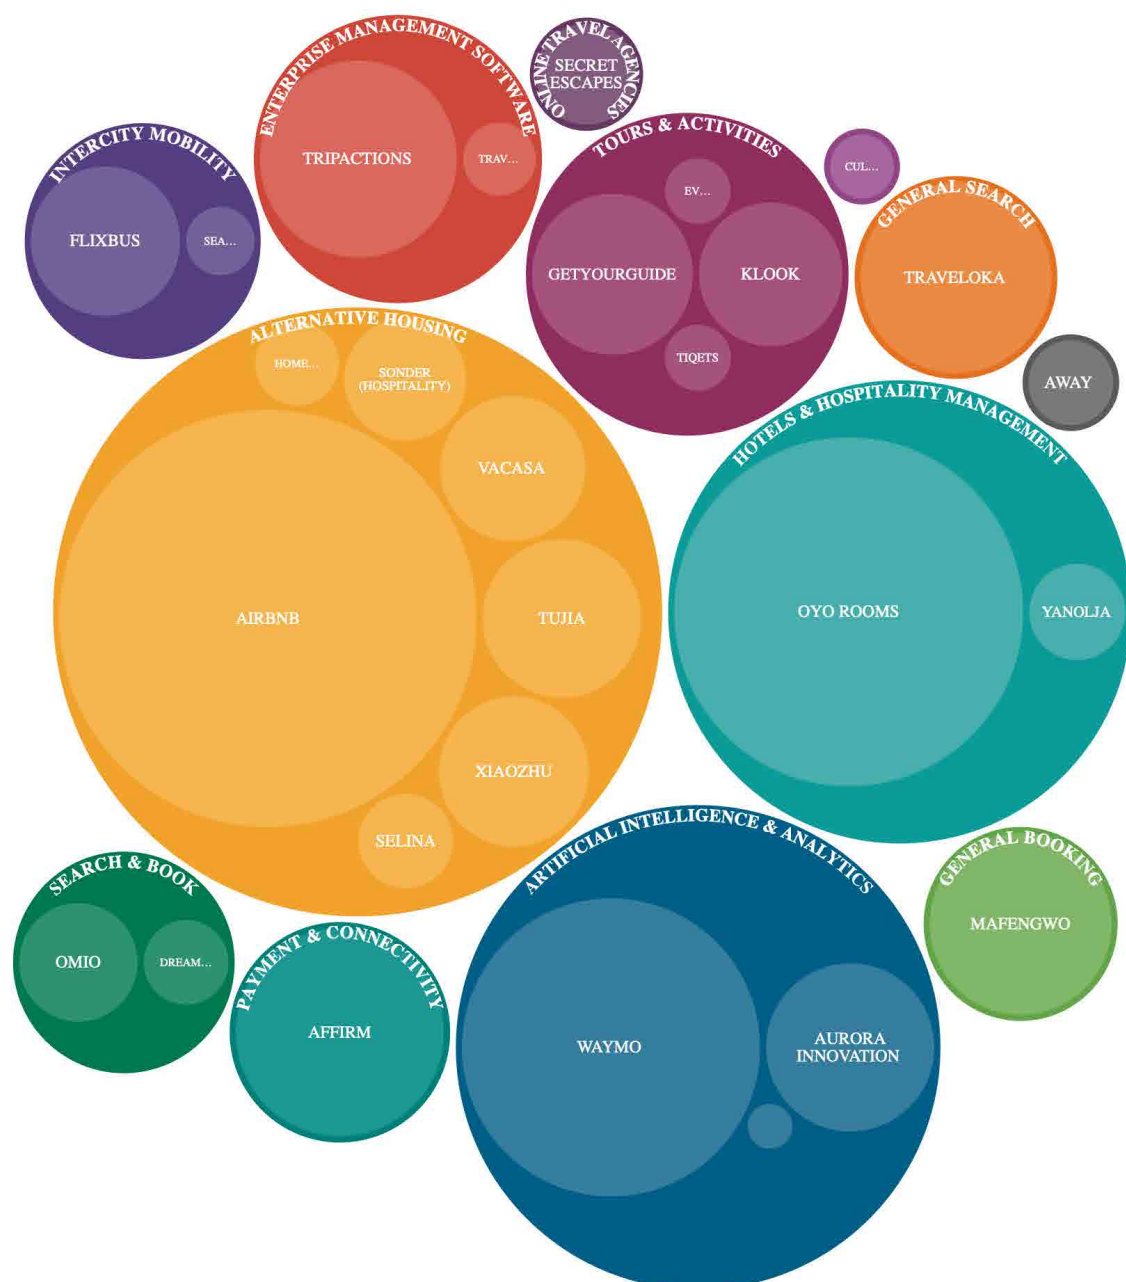 ENTERPRISE MANAGEMENT SOFTWARE
TRIPACTIONS
TRAV...
ONLINE TRAVEL AGENCIES
SECRET
ESCAPES
INTERCITY MOBILITY
FLIXBUS
SEA...
TOURS & ACTIVITIES
EV...
GETYOURGUIDE
KLOOK
TIQETS
CUL...
GENERAL SEARCH
TRAVELOKA
AWAY
ALTERNATIVE HOUSING
HOME...
SONDER
(HOSPITALITY)
VACASA
AIRBNB
TUJIA
XIAOZHU
SELINA
HOTELS & HOSPITALITY MANAGEMENT
OYO ROOMS
YANOLJA
SEARCH & BOOK
OMIO
DREAM...
PAYMENT & CONNECTIVITY
AFFIRM
ARTIFICIAL INTELLIGENCE & ANALYTICS
WAYMO
AURORA
INNOVATION
GENERAL BOOKING
MAFENGWO